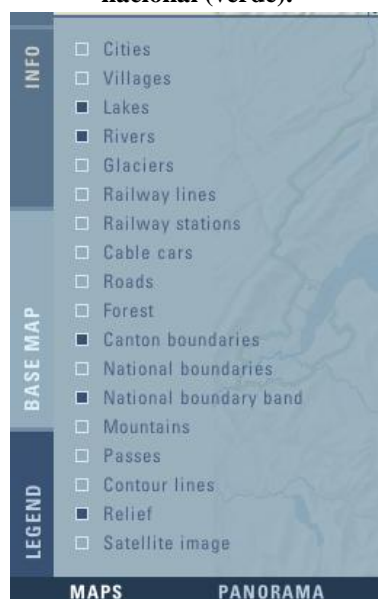 nacional (verde).
INFO
BASE MAP
LEGEND
Cities
Villages
Lakes
Rivers
Glaciers
Railway lines
Railway stations
Cable cars
Roads
Forest
Canton boundaries
National boundaries
National boundary band
Mountains
Passes
Contour lines
Relief
Satellite image
MAPS PANORAMA